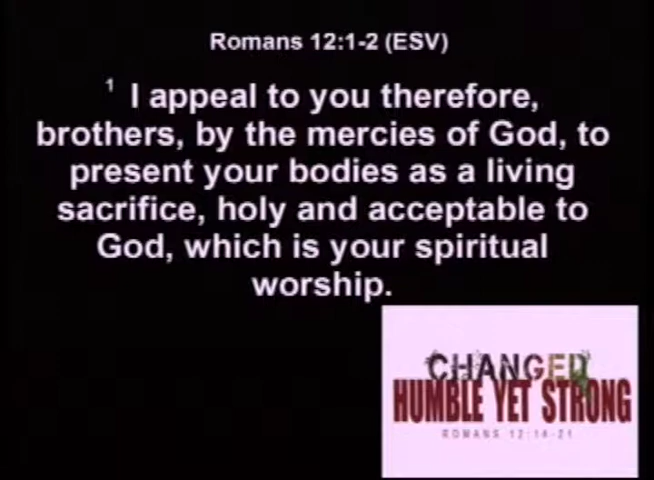 Romans 12:1-2 (ESV)
1 I appeal to you therefore,
brothers, by the mercies of God, to
present your bodies as a living
sacrifice, holy and acceptable to
God, which is your spiritual
worship.
CHANGED
HUMBLE YET STRONG
ROMANS 12:14-21